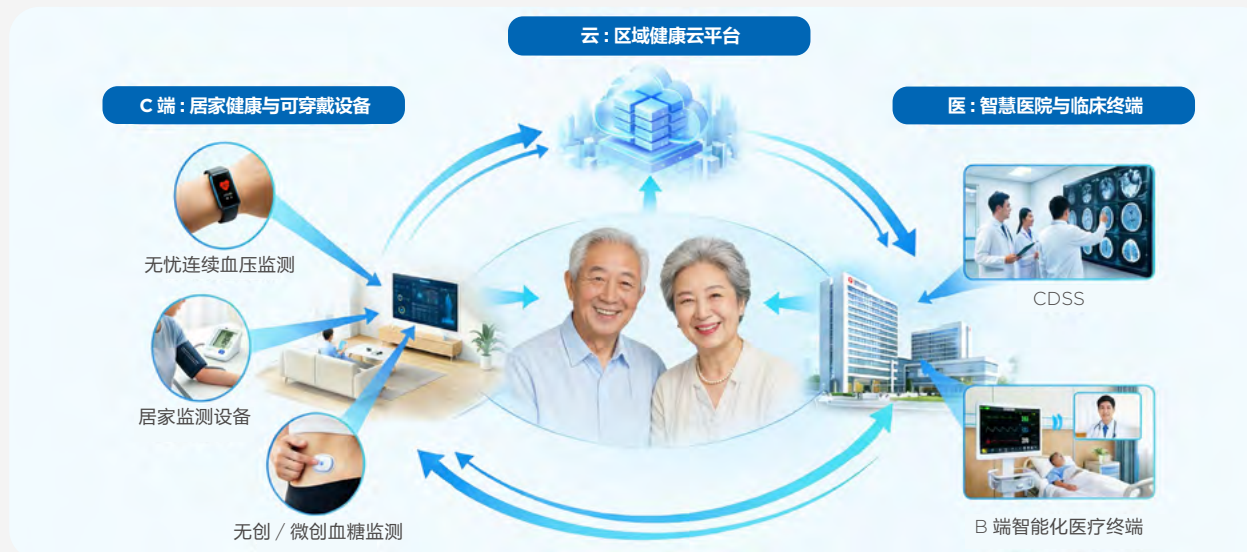 云：区域健康云平台
C 端：居家健康与可穿戴设备
医：智慧医院与临床终端
无忧连续血压监测
CDSS
居家监测设备
无创 / 微创血糖监测
B 端智能化医疗终端